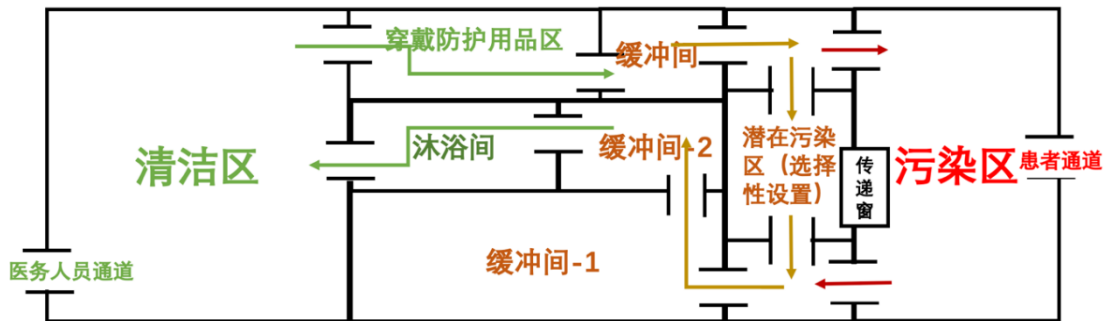 穿戴防护用品区
缓冲间
清洁区
沐浴间
缓冲间-2
潜在污染
区（选择
性设置）
传
递
窗
污染区
患者通道
医务人员通道
缓冲间-1